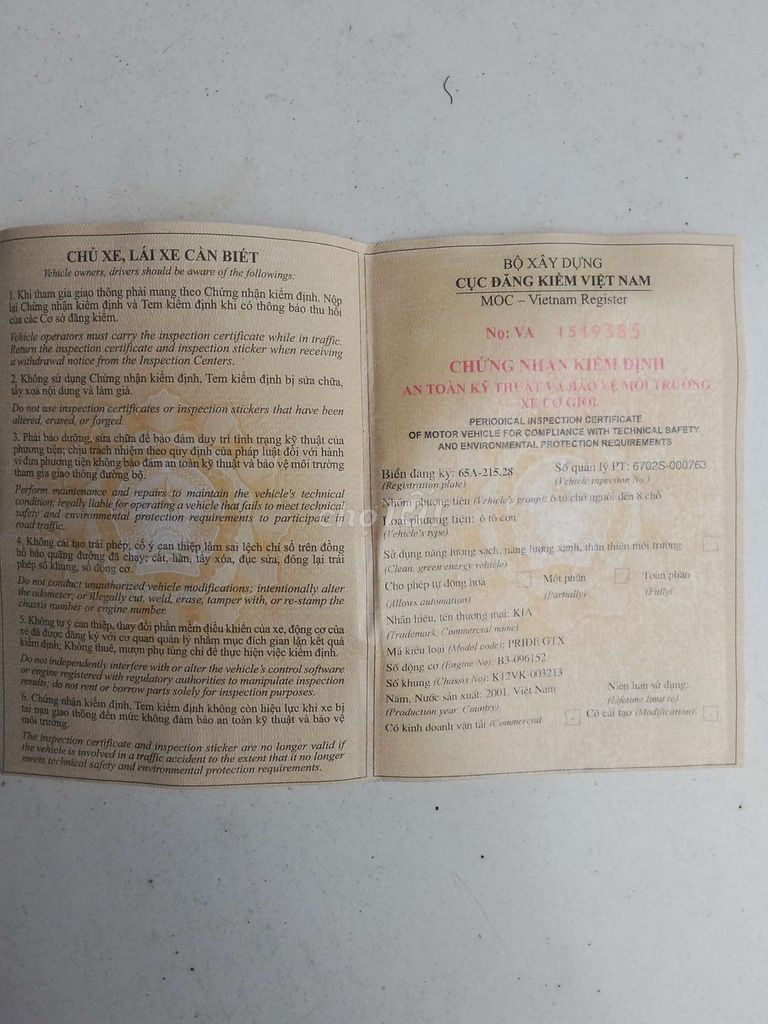 CHỦ XE, LÁI XE CẦN BIẾT
Vehicle owners, drivers should be aware of the followings:
1. Khi tham gia giao thông phải mang theo Chứng nhận kiểm định. Nộp
lại Chứng nhận kiểm định và Tem kiểm định khi có thông báo thu hồi
của các Cơ sở đăng kiểm.
Vehicle operators must carry the inspection certificate while in traffic.
Return the inspection certificate and inspection sticker when receiving
a withdrawal notice from the Inspection Centers.
2. Không sử dụng Chứng nhận kiểm định, Tem kiểm định bị sửa chữa,
tẩy xoá nội dung và làm giả.
Do not use inspection certificates or inspection stickers that have been
altered, erased, or forged.
3. Phải bảo dưỡng, sửa chữa để bảo đảm duy trì tình trạng kỹ thuật của
phương tiện; chịu trách nhiệm theo quy định của pháp luật đối với hành
vi đưa phương tiện không bảo đảm an toàn kỹ thuật và bảo vệ môi trường
tham gia giao thông đường bộ.
Perform maintenance and repairs to maintain the vehicle's technical
condition; legally liable for operating a vehicle that fails to meet technical
safety and environmental protection requirements to participate in
road traffic.
4. Không cải tạo trái phép; cố ý can thiệp làm sai lệch chỉ số trên đồng
hồ báo quãng đường đã chạy; cắt, hàn, tẩy xóa, đục sửa, đóng lại trái
phép số khung, số động cơ.
Do not conduct unauthorized vehicle modifications; intentionally alter
the odometer; or illegally cut, weld, erase, tamper with, or re-stamp the
chassis number or engine number.
5. Không tự ý can thiệp, thay đổi phần mềm điều khiển của xe, động cơ của
xe đã được đăng ký với cơ quan quản lý nhằm mục đích gian lận kết quả
kiểm định; Không thuê, mượn phụ tùng chỉ để thực hiện việc kiểm định.
Do not independently interfere with or alter the vehicle's control software
or engine registered with regulatory authorities to manipulate inspection
results; do not rent or borrow parts solely for inspection purposes.
6. Chứng nhận kiểm định, Tem kiểm định không còn hiệu lực khi xe bị
tai nạn giao thông đến mức không đảm bảo an toàn kỹ thuật và bảo vệ
môi trường.
The inspection certificate and inspection sticker are no longer valid if
the vehicle is involved in a traffic accident to the extent that it no longer
meets technical safety and environmental protection requirements.
BỘ XÂY DỰNG
CỤC ĐĂNG KIỂM VIỆT NAM
MOC – Vietnam Register
No: VA 1519385
CHỨNG NHẬN KIỂM ĐỊNH
AN TOÀN KỸ THUẬT VÀ BẢO VỆ MÔI TRƯỜNG
XE CƠ GIỚI
PERIODICAL INSPECTION CERTIFICATE
OF MOTOR VEHICLE FOR COMPLIANCE WITH TECHNICAL SAFETY
AND ENVIRONMENTAL PROTECTION REQUIREMENTS
Biển đăng ký: 65A-215.28 Số quản lý PT: 6702S-000763
(Registration plate) (Vehicle inpection No.)
Nhóm phương tiện (Vehicle's group): ô tô chở người đến 8 chỗ
Loại phương tiện: ô tô con
(Vehicle's type)
Sử dụng năng lượng sạch, năng lượng xanh, thân thiện môi trường
(Clean, green energy vehicle)
Cho phép tự động hoá Một phần Toàn phần
(Allows automation) (Partially) (Fully)
Nhãn hiệu, tên thương mại: KIA
(Trademark, Commercial name)
Mã kiểu loại (Model code): PRIDE GTX
Số động cơ (Engine No): B3-096152
Số khung (Chassis No): K12VK 003213
Năm, Nước sản xuất: 2001, Việt Nam Niên hạn sử dụng:
(Production year, Country) (Lifetime limit to)
Có kinh doanh vận tải (Commercial Có cải tạo (Modification):